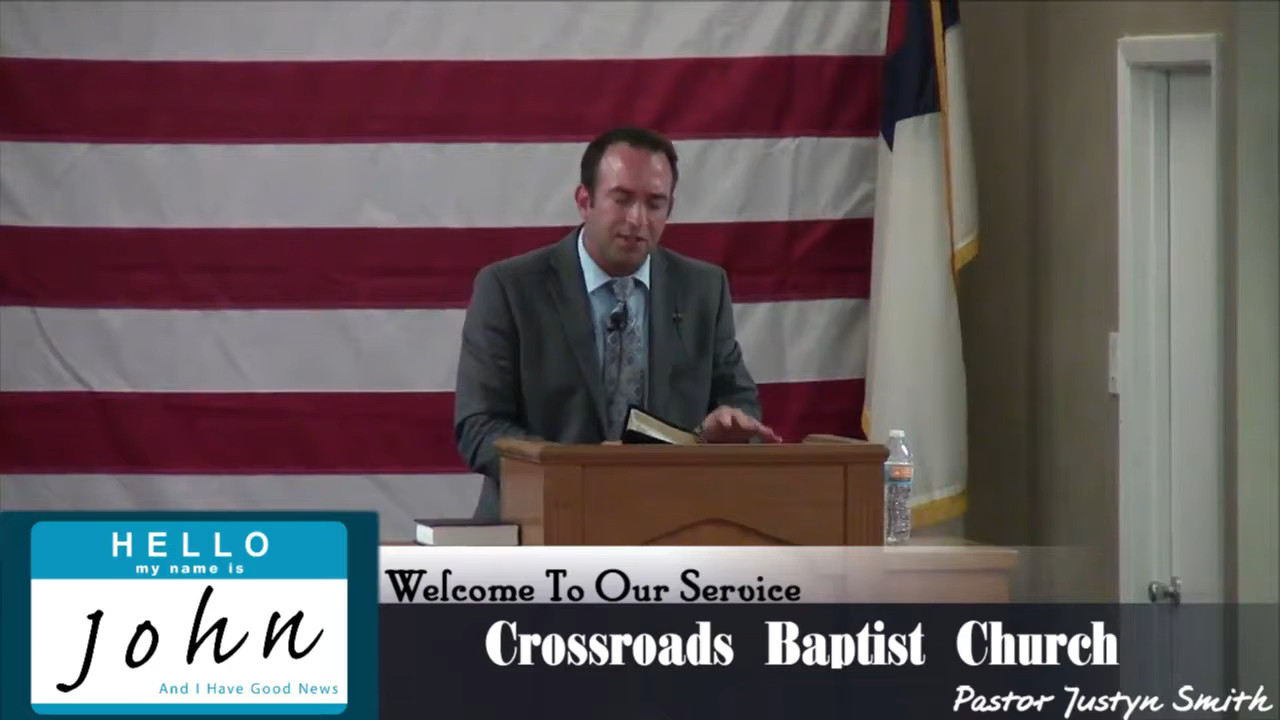 HELLO
my name is
john
And I Have Good News
Welcome To Our Service
Crossroads Baptist Church
Pastor Justyn Smith